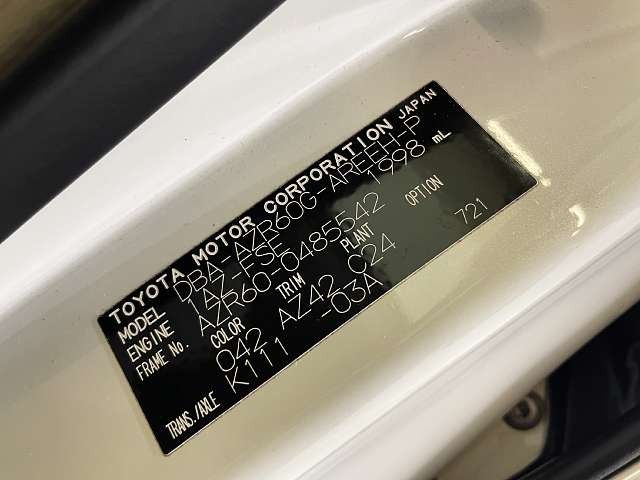 TOYOTA MOTOR CORPORATION JAPAN
MODEL DBA-AZR60G-AREEH-P
ENGINE 1AZ-FSE 1998 mL
FRAME No. AZR60-0485542
COLOR TRIM PLANT OPTION
042 AZ42 C24 721
TRANS./AXLE K111 -03A